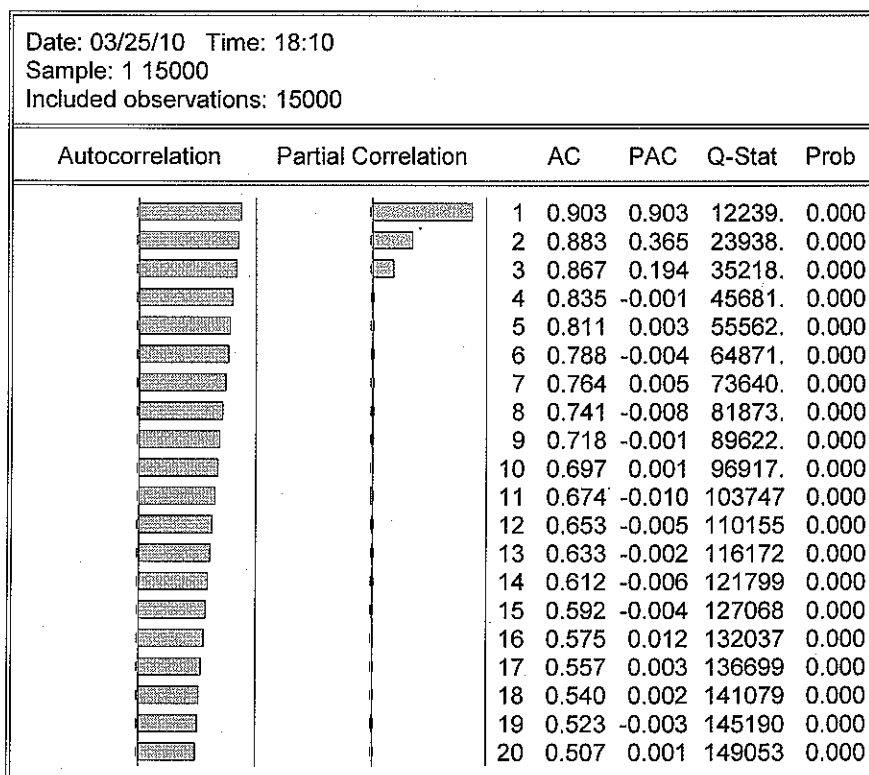 Date: 03/25/10 Time: 18:10
Sample: 1 15000
Included observations: 15000
Autocorrelation Partial Correlation AC PAC Q-Stat Prob
1 0.903 0.903 12239. 0.000
2 0.883 0.365 23938. 0.000
3 0.867 0.194 35218. 0.000
4 0.835 -0.001 45681. 0.000
5 0.811 0.003 55562. 0.000
6 0.788 -0.004 64871. 0.000
7 0.764 0.005 73640. 0.000
8 0.741 -0.008 81873. 0.000
9 0.718 -0.001 89622. 0.000
10 0.697 0.001 96917. 0.000
11 0.674 -0.010 103747 0.000
12 0.653 -0.005 110155 0.000
13 0.633 -0.002 116172 0.000
14 0.612 -0.006 121799 0.000
15 0.592 -0.004 127068 0.000
16 0.575 0.012 132037 0.000
17 0.557 0.003 136699 0.000
18 0.540 0.002 141079 0.000
19 0.523 -0.003 145190 0.000
20 0.507 0.001 149053 0.000